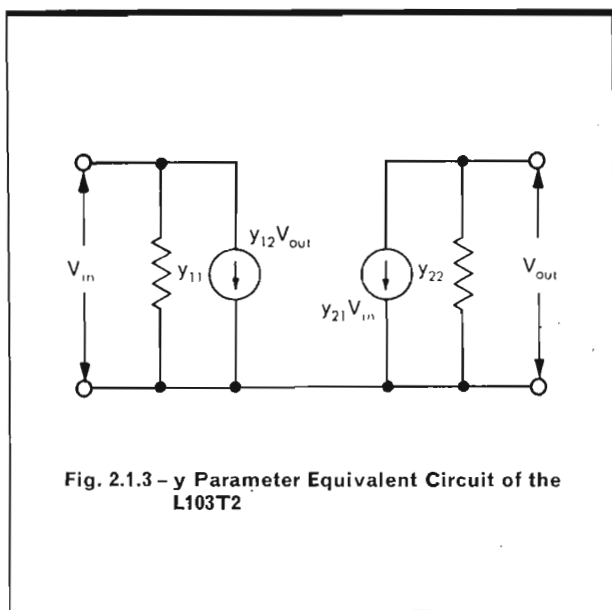 y12Vout
Vin
y11
y21Vin
y22
Vout
Fig. 2.1.3 – y Parameter Equivalent Circuit of the
L103T2